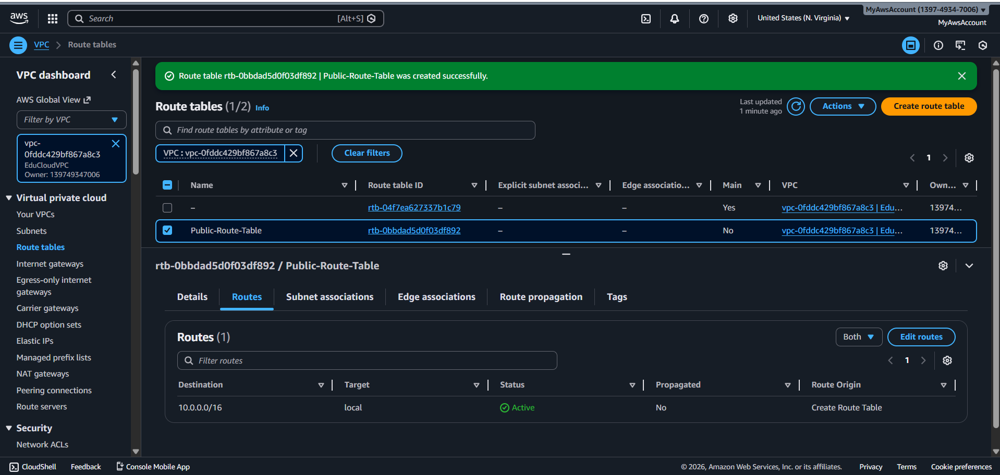 aws
Search
[Alt+S]
United States (N. Virginia)
MyAwsAccount (1397-4934-7006)
MyAwsAccount
VPC
Route tables
VPC dashboard
AWS Global View
Filter by VPC
vpc-
0fddc429bf867a8c3
EduCloudVPC
Owner: 139749347006
Virtual private cloud
Your VPCs
Subnets
Route tables
Internet gateways
Egress-only internet
gateways
Carrier gateways
DHCP option sets
Elastic IPs
Managed prefix lists
NAT gateways
Peering connections
Route servers
Security
Network ACLs
Route table rtb-0bbdad5d0f03df892 | Public-Route-Table was created successfully.
Route tables (1/2) Info
Last updated
1 minute ago
Actions
Create route table
Find route tables by attribute or tag
VPC : vpc-0fddc429bf867a8c3
Clear filters
1
Name Route table ID Explicit subnet associ... Edge associatio... Main VPC Own...
– rtb-04f7ea627337b1c79 – – Yes vpc-0fddc429bf867a8c3 | Edu... 13974...
Public-Route-Table rtb-0bbdad5d0f03df892 – – No vpc-0fddc429bf867a8c3 | Edu... 13974...
rtb-0bbdad5d0f03df892 / Public-Route-Table
Details Routes Subnet associations Edge associations Route propagation Tags
Routes (1)
Both
Edit routes
Filter routes
1
Destination Target Status Propagated Route Origin
10.0.0.0/16 local Active No Create Route Table
CloudShell Feedback Console Mobile App
© 2026, Amazon Web Services, Inc. or its affiliates. Privacy Terms Cookie preferences